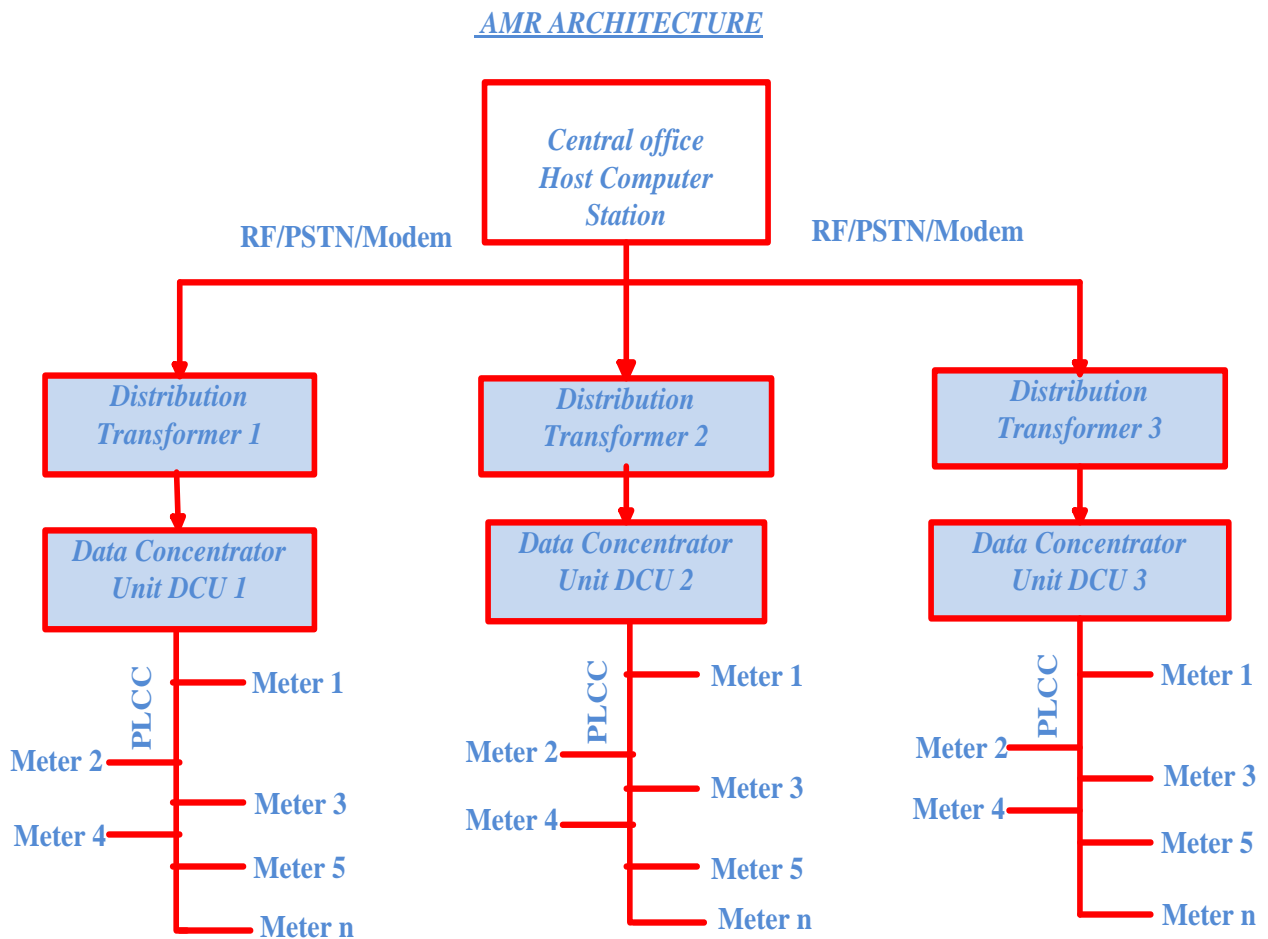 AMR ARCHITECTURE
Central office
Host Computer
Station
RF/PSTN/Modem
RF/PSTN/Modem
Distribution
Transformer 1
Distribution
Transformer 2
Distribution
Transformer 3
Data Concentrator
Unit DCU 1
Data Concentrator
Unit DCU 2
Data Concentrator
Unit DCU 3
PLCC
Meter 1
Meter 2
Meter 3
Meter 4
Meter 5
Meter n
PLCC
Meter 1
Meter 2
Meter 3
Meter 4
Meter 5
Meter n
PLCC
Meter 1
Meter 2
Meter 3
Meter 4
Meter 5
Meter n